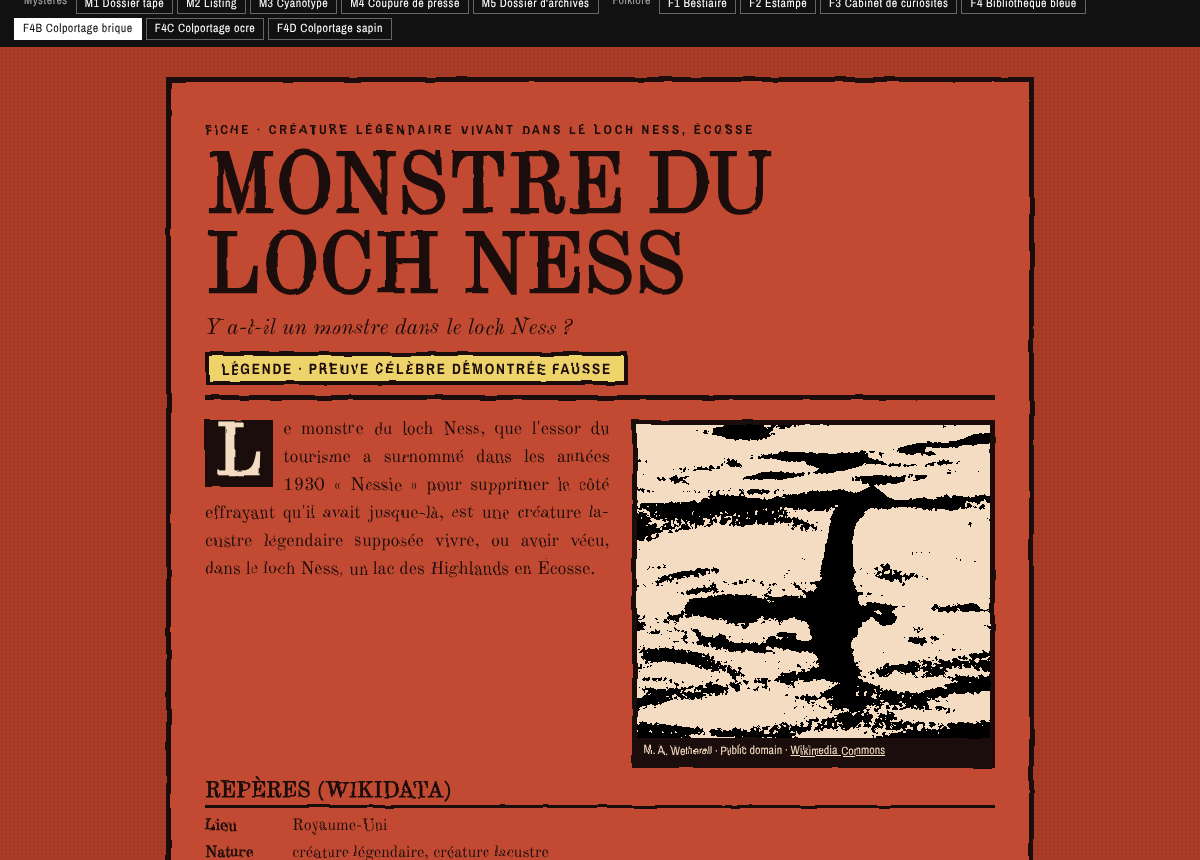 Mystères M1 Dossier tapé M2 Listing M3 Cyanotype M4 Coupure de presse M5 Dossier d'archives Folklore F1 Bestiaire F2 Estampe F3 Cabinet de curiosités F4 Bibliothèque bleue
F4B Colportage brique F4C Colportage ocre F4D Colportage sapin
FICHE · CRÉATURE LÉGENDAIRE VIVANT DANS LE LOCH NESS, ÉCOSSE
MONSTRE DU
LOCH NESS
Y a-t-il un monstre dans le loch Ness ?
LÉGENDE · PREUVE CÉLÈBRE DÉMONTRÉE FAUSSE
Le monstre du loch Ness, que l'essor du
tourisme a surnommé dans les années
1930 « Nessie » pour supprimer le côté
effrayant qu'il avait jusque-là, est une créature la-
custre légendaire supposée vivre, ou avoir vécu,
dans le loch Ness, un lac des Highlands en Écosse.
M. A. Wetherell · Public domain · Wikimedia Commons
REPÈRES (WIKIDATA)
Lieu Royaume-Uni
Nature créature légendaire, créature lacustre